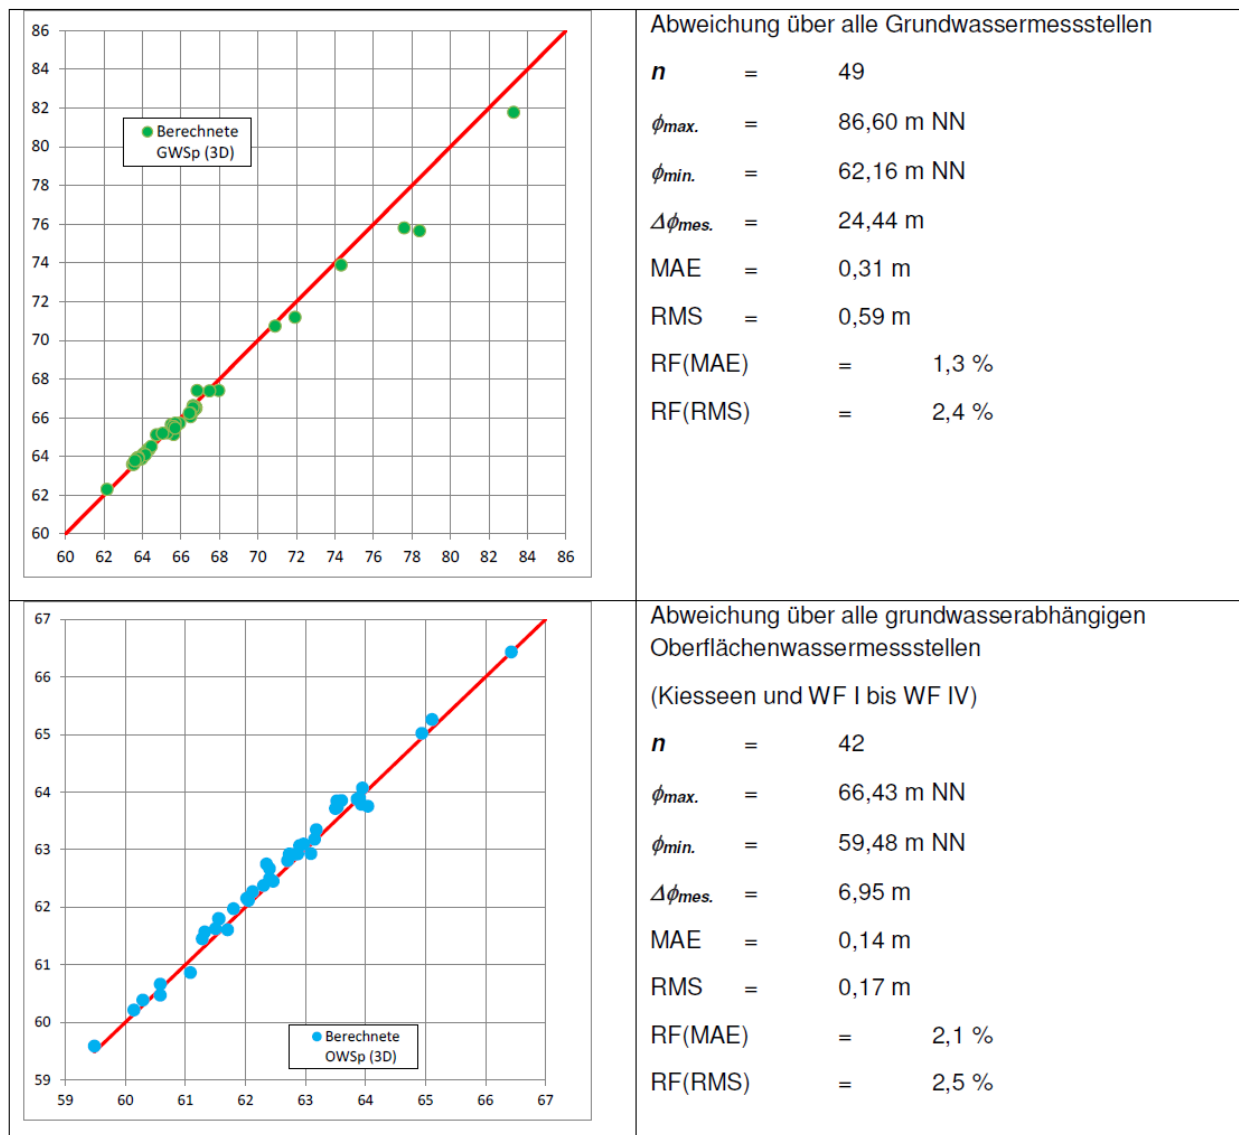 86
84
82
80
78
76
74
72
70
68
66
64
62
60
60 62 64 66 68 70 72 74 76 78 80 82 84 86
Berechnete
GWSp (3D)
Abweichung über alle Grundwassermessstellen
n = 49
ϕmax. = 86,60 m NN
ϕmin. = 62,16 m NN
Δϕmes. = 24,44 m
MAE = 0,31 m
RMS = 0,59 m
RF(MAE) = 1,3 %
RF(RMS) = 2,4 %
67
66
65
64
63
62
61
60
59
59 60 61 62 63 64 65 66 67
Berechnete
OWSp (3D)
Abweichung über alle grundwasserabhängigen
Oberflächenwassermessstellen
(Kiesseen und WF I bis WF IV)
n = 42
ϕmax. = 66,43 m NN
ϕmin. = 59,48 m NN
Δϕmes. = 6,95 m
MAE = 0,14 m
RMS = 0,17 m
RF(MAE) = 2,1 %
RF(RMS) = 2,5 %